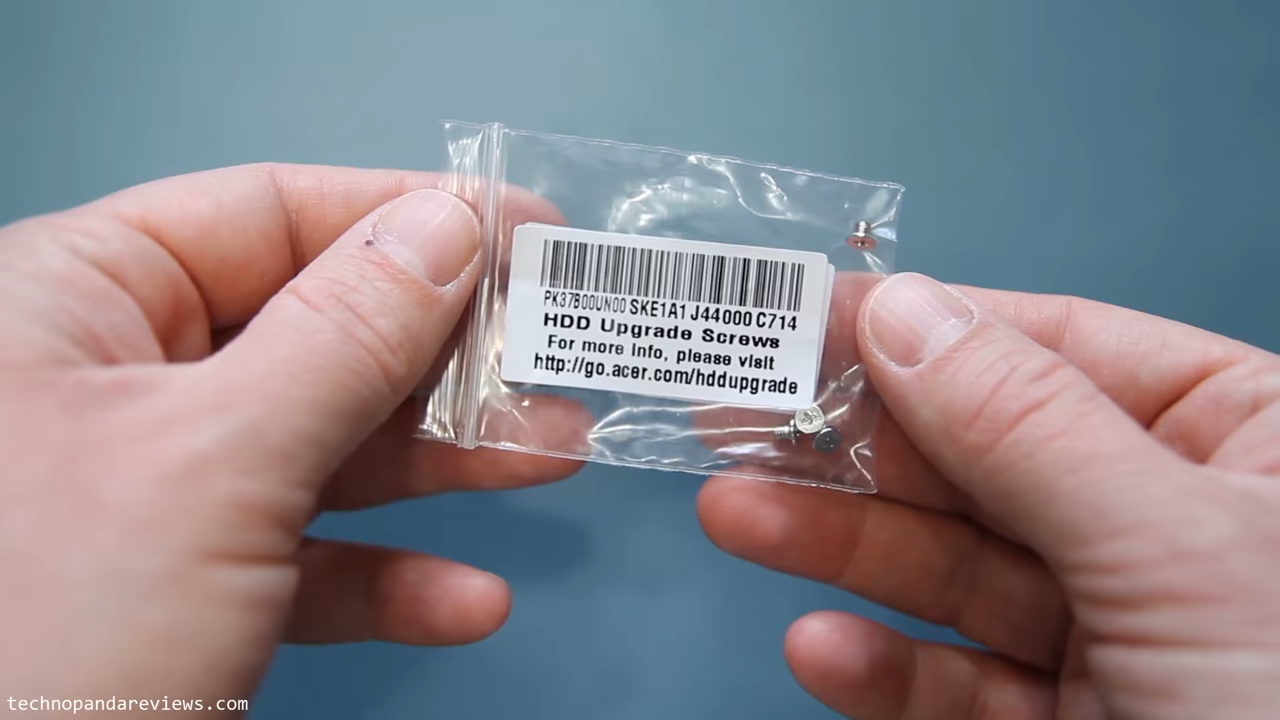 PK37B00UN00 SKE1A1 J44000 C714
HDD Upgrade Screws
For more Info, please visit
http://go.acer.com/hddupgrade
technopandareviews.com